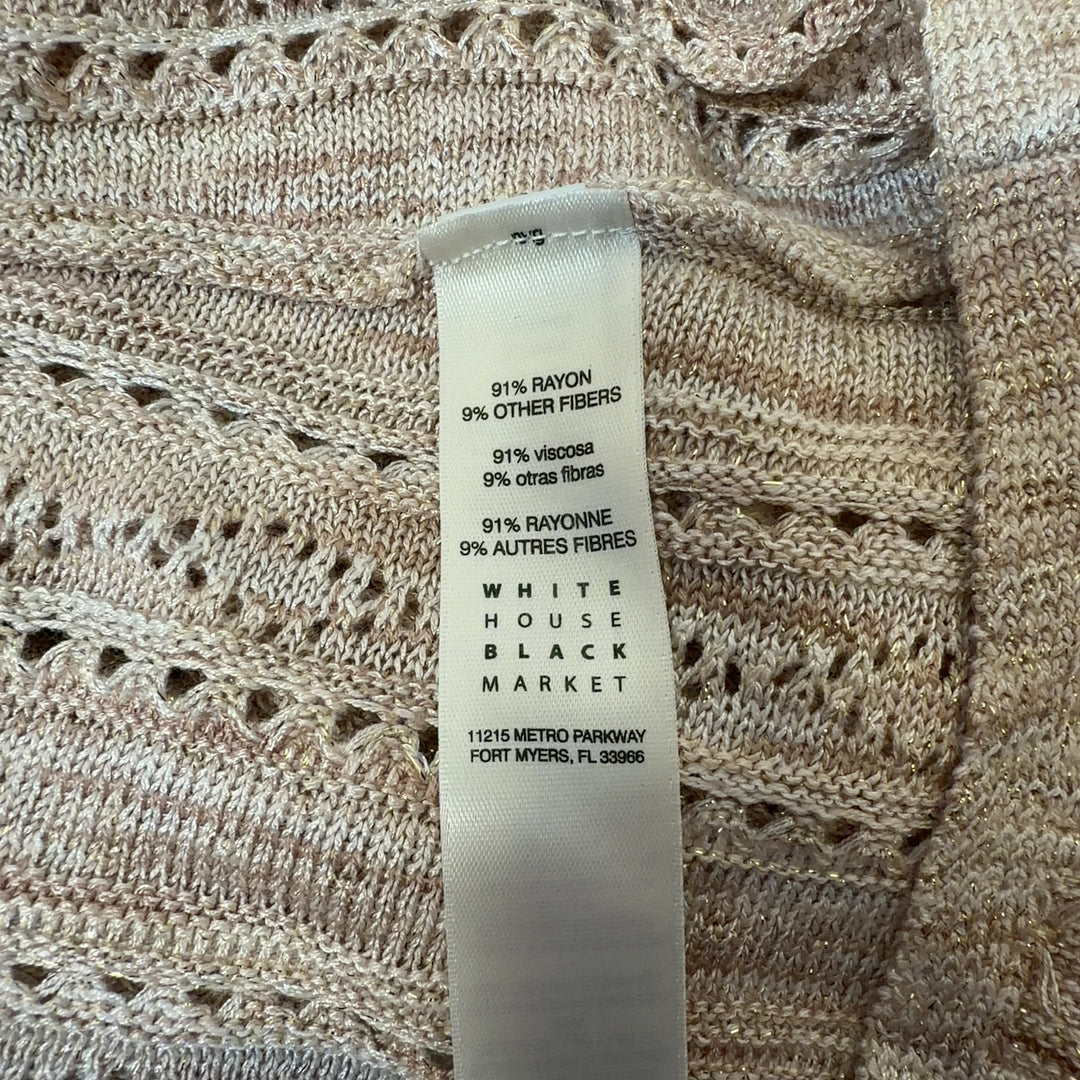 91% RAYON
9% OTHER FIBERS
91% viscosa
9% otras fibras
91% RAYONNE
9% AUTRES FIBRES
WHITE
HOUSE
BLACK
MARKET
11215 METRO PARKWAY
FORT MYERS, FL 33966